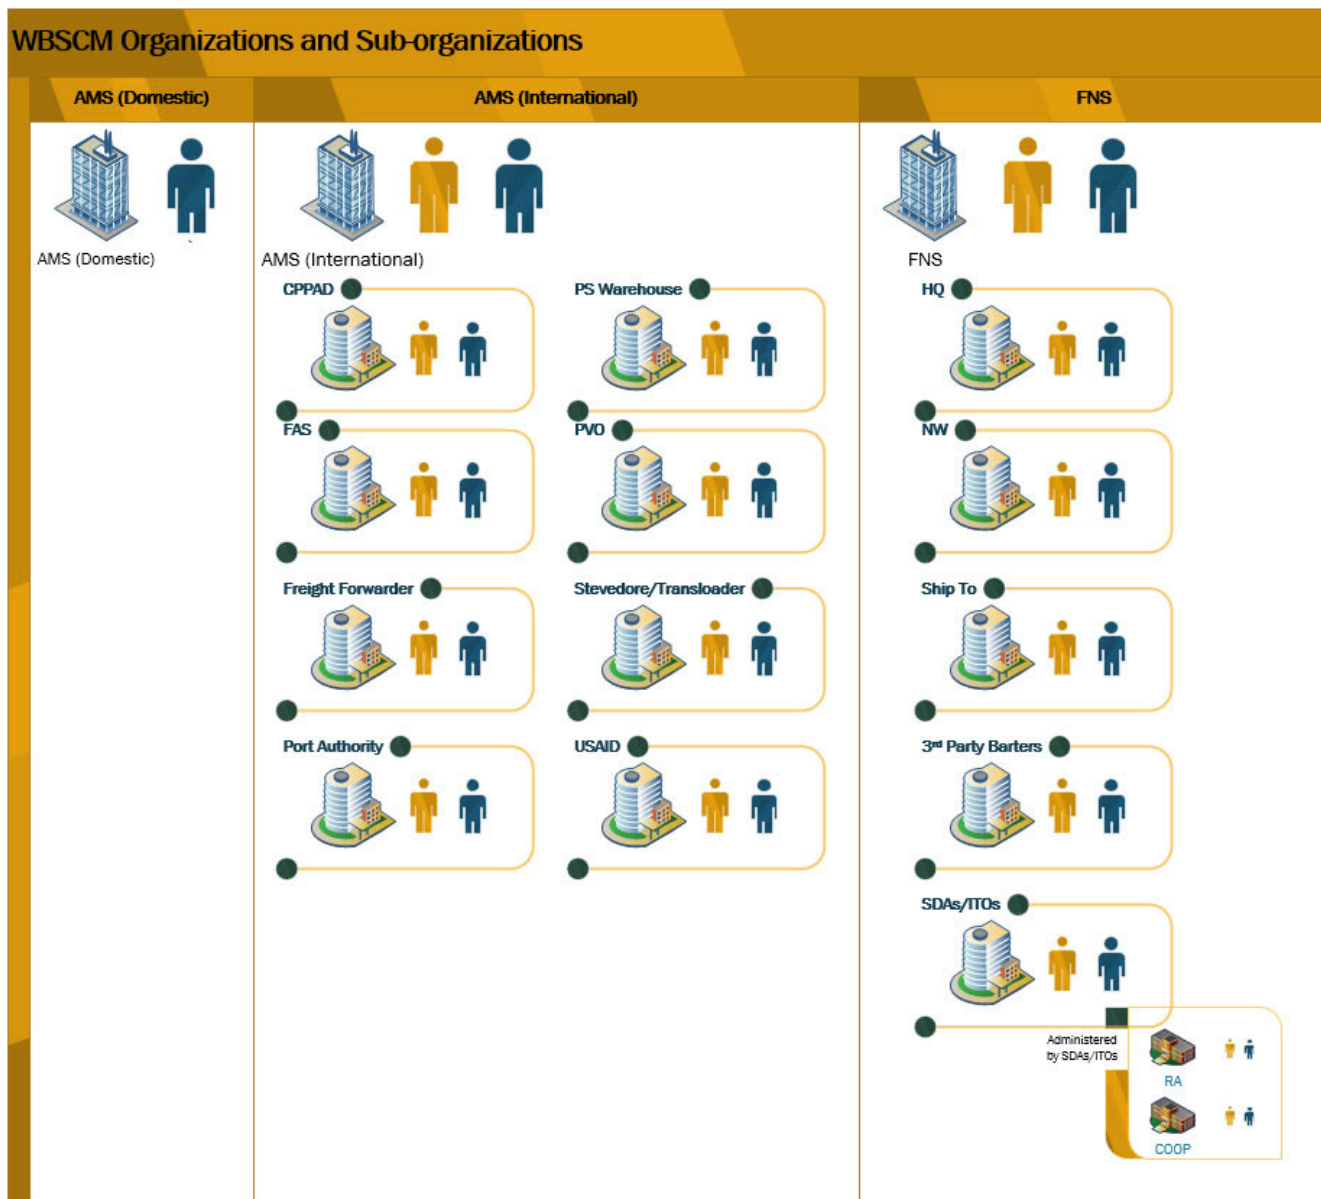 WBSCM Organizations and Sub-organizations
AMS (Domestic)
AMS (International)
FNS
AMS (Domestic)
AMS (International)
FNS
CPPAD
PS Warehouse
HQ
FAS
PVO
NW
Freight Forwarder
Stevedore/Transloader
Ship To
Port Authority
USAID
3rd Party Barters
SDAs/ITOs
Administered
by SDAs/ITOs
RA
COOP